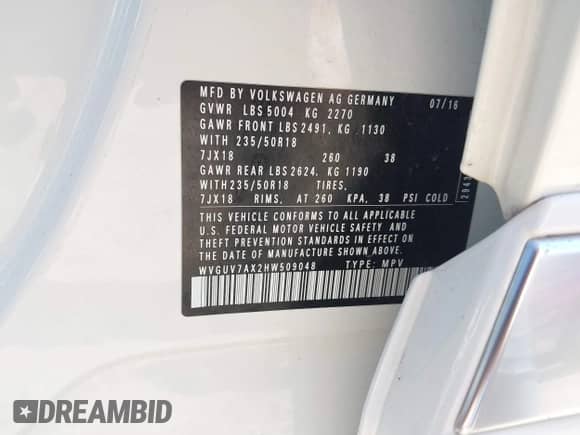 MFD BY VOLKSWAGEN AG GERMANY 07/16
GVWR LBS 5004 KG 2270
GAWR FRONT LBS 2491, KG 1130
WITH 235/50R18
7JX18 260 38
GAWR REAR LBS 2624, KG 1190
WITH 235/50R18 TIRES,
7JX18 RIMS, AT 260 KPA, 38 PSI COLD
THIS VEHICLE CONFORMS TO ALL APPLICABLE
U.S. FEDERAL MOTOR VEHICLE SAFETY AND
THEFT PREVENTION STANDARDS IN EFFECT ON
THE DATE OF MANUFACTURE SHOWN ABOVE.
WVGUV7AX2HW509048 TYPE: MPV
DREAMBID